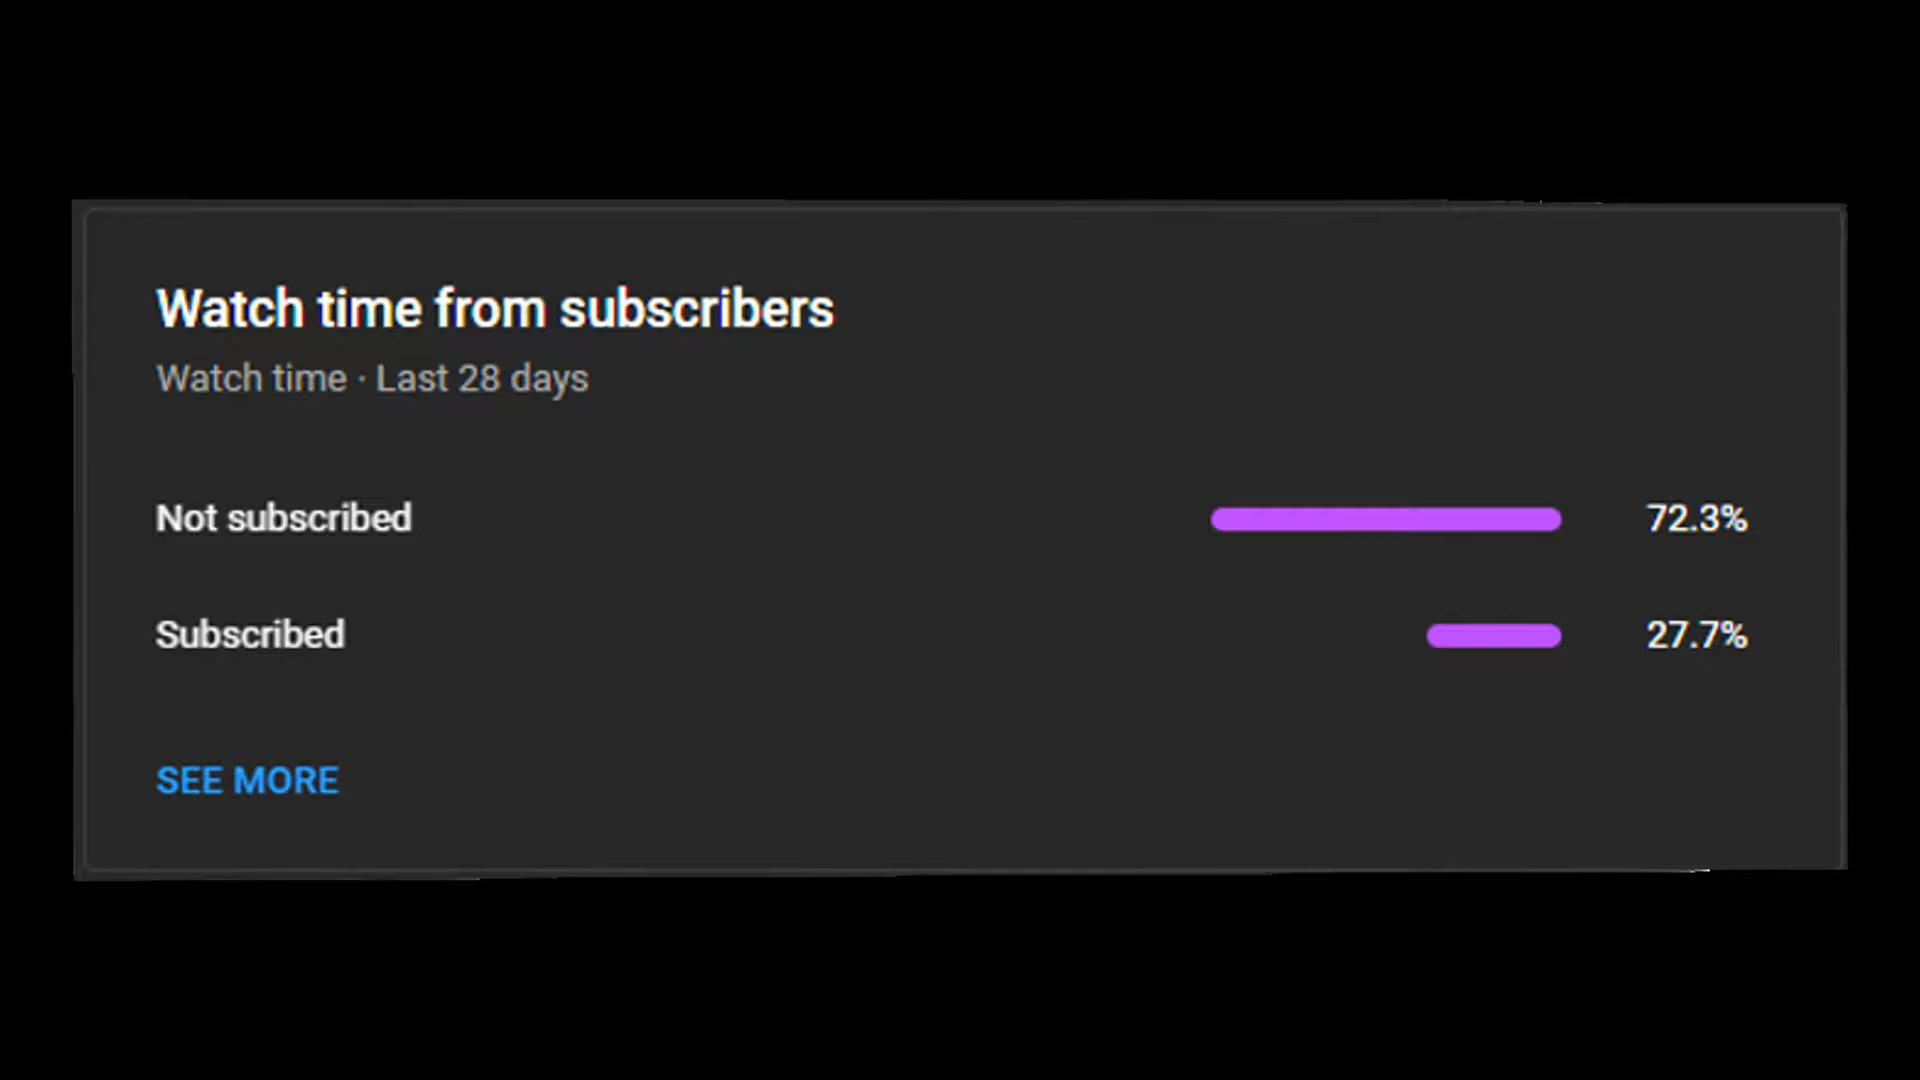 Watch time from subscribers
Watch time · Last 28 days
Not subscribed 72.3%
Subscribed 27.7%
SEE MORE